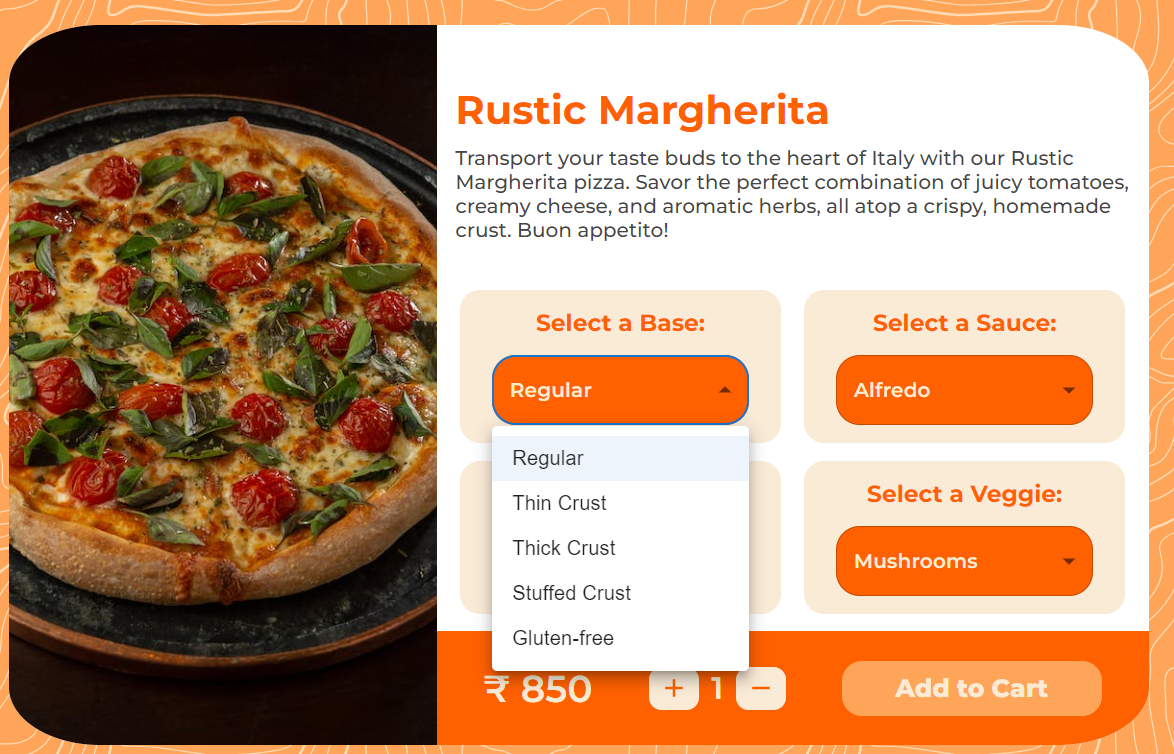 Rustic Margherita
Transport your taste buds to the heart of Italy with our Rustic
Margherita pizza. Savor the perfect combination of juicy tomatoes,
creamy cheese, and aromatic herbs, all atop a crispy, homemade
crust. Buon appetito!
Select a Base:
Regular
Regular
Thin Crust
Thick Crust
Stuffed Crust
Gluten-free
Select a Sauce:
Alfredo
Select a Veggie:
Mushrooms
₹ 850
+ 1 −
Add to Cart